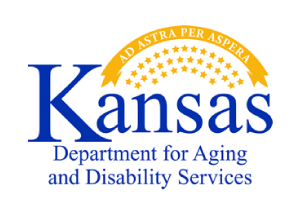 AD ASTRA PER ASPERA
Kansas
Department for Aging
and Disability Services